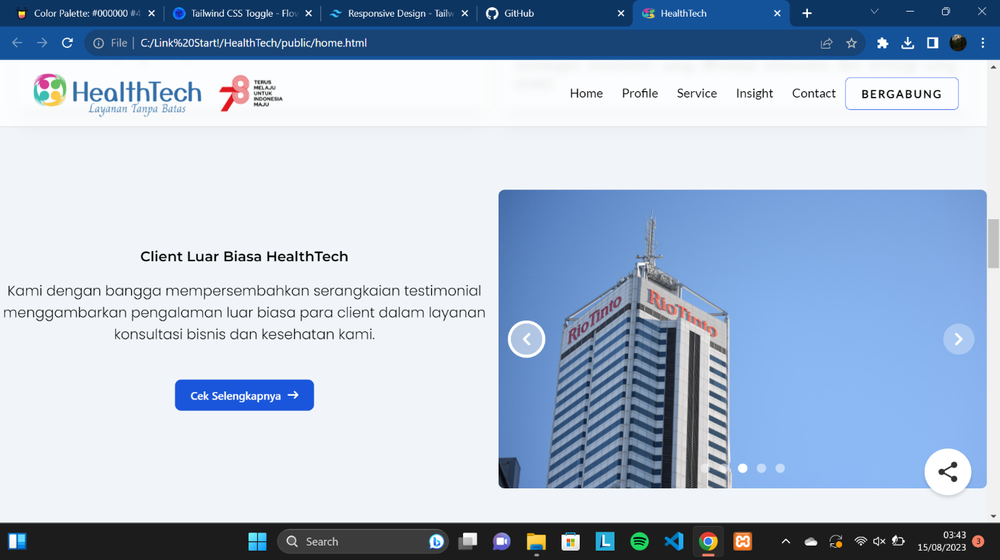 Color Palette: #000000 #4
Tailwind CSS Toggle - Flow
Responsive Design - Tailw
GitHub
HealthTech
File
C:/Link%20Start!/HealthTech/public/home.html
HealthTech
Layanan Tanpa Batas
78
TERUS
MELAJU
UNTUK
INDONESIA
MAJU
Home
Profile
Service
Insight
Contact
BERGABUNG
Client Luar Biasa HealthTech
Kami dengan bangga mempersembahkan serangkaian testimonial
menggambarkan pengalaman luar biasa para client dalam layanan
konsultasi bisnis dan kesehatan kami.
Cek Selengkapnya
RioTinto
RioTinto
Search
03:43
15/08/2023
3